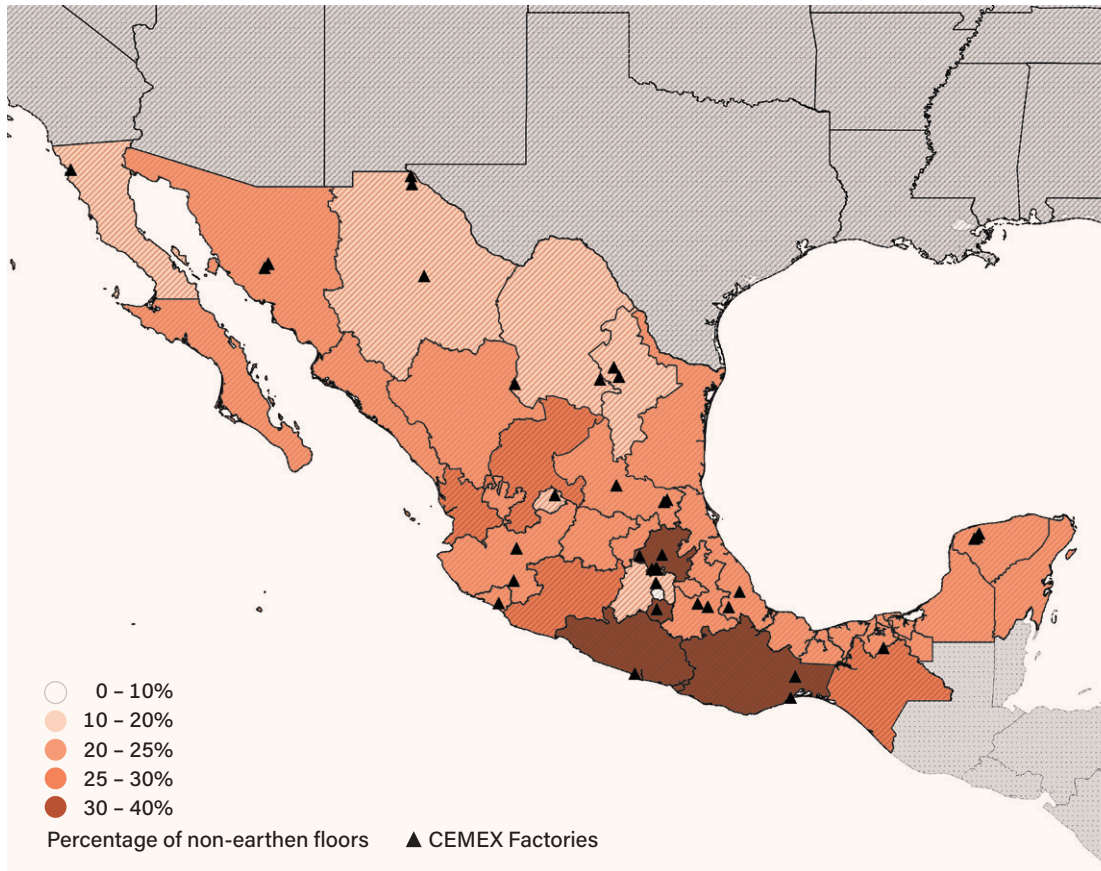 0 – 10%
10 – 20%
20 – 25%
25 – 30%
30 – 40%
Percentage of non-earthen floors ▲ CEMEX Factories